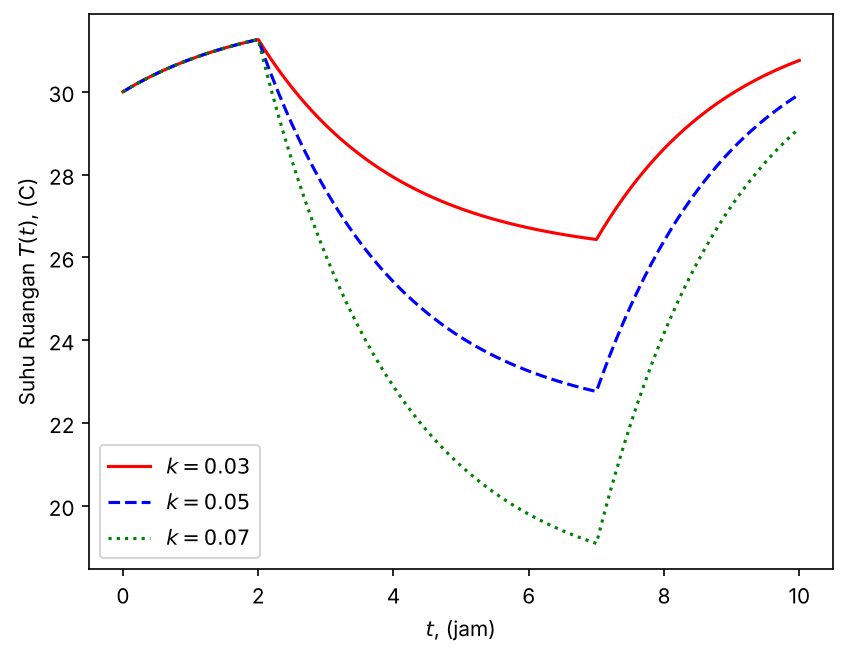 Suhu Ruangan T(t), (C)
30
28
26
24
22
20
k = 0.03
k = 0.05
k = 0.07
0 2 4 6 8 10
t, (jam)